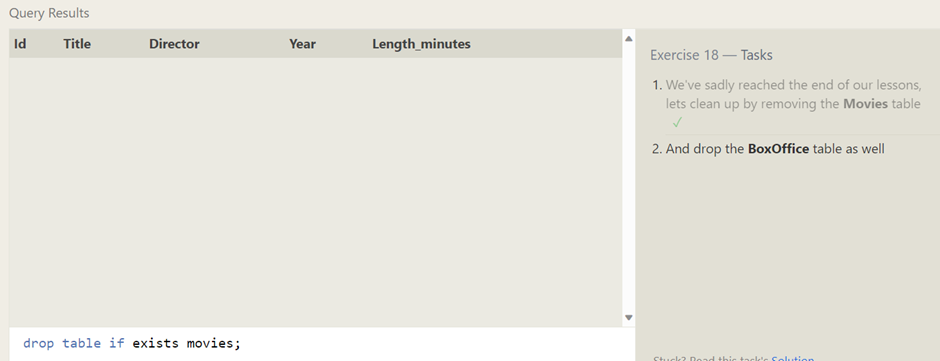 Query Results
Id Title Director Year Length_minutes
Exercise 18 — Tasks
1. We've sadly reached the end of our lessons,
lets clean up by removing the Movies table
✓
2. And drop the BoxOffice table as well
drop table if exists movies;
Stuck? Read this task's Solution